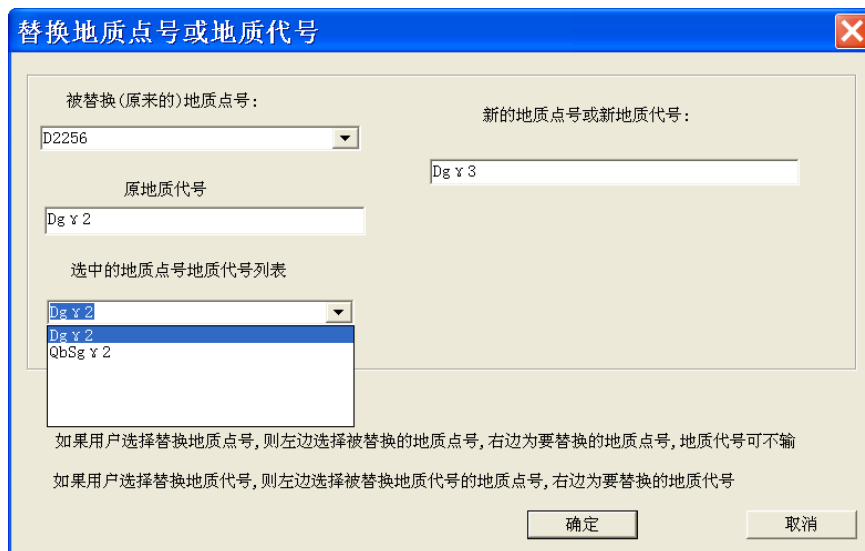 替换地质点号或地质代号
被替换(原来的)地质点号:
D2256
新的地质点号或新地质代号:
Dgγ3
原地质代号
Dgγ2
选中的地质点号地质代号列表
Dgγ2
Dgγ2
QbSgγ2
如果用户选择替换地质点号,则左边选择被替换的地质点号,右边为要替换的地质点号,地质代号可不输
如果用户选择替换地质代号,则左边选择被替换地质代号的地质点号,右边为要替换的地质代号
确定
取消